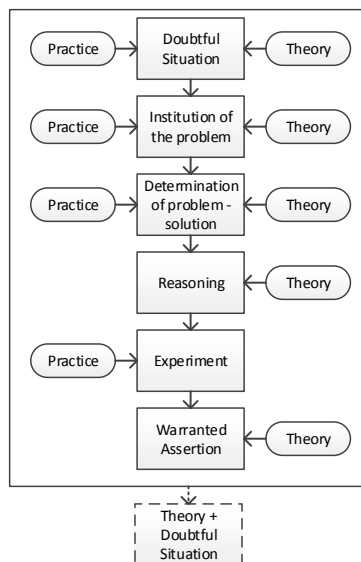 Practice
Doubtful
Situation
Theory
Practice
Institution of
the problem
Theory
Practice
Determination
of problem -
solution
Theory
Reasoning
Theory
Practice
Experiment
Warranted
Assertion
Theory
Theory +
Doubtful
Situation